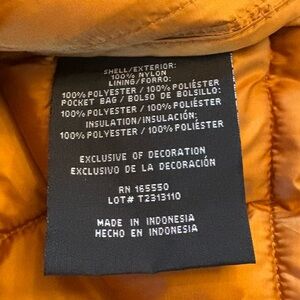 SHELL/EXTERIOR:
100% NYLON
LINING/FORRO:
100% POLYESTER / 100% POLIÉSTER
POCKET BAG / BOLSO DE BOLSILLO:
100% POLYESTER / 100% POLIÉSTER
INSULATION/INSULACIÓN:
100% POLYESTER / 100% POLIÉSTER
EXCLUSIVE OF DECORATION
EXCLUSIVO DE LA DECORACIÓN
RN 165550
LOT# T2313110
MADE IN INDONESIA
HECHO EN INDONESIA